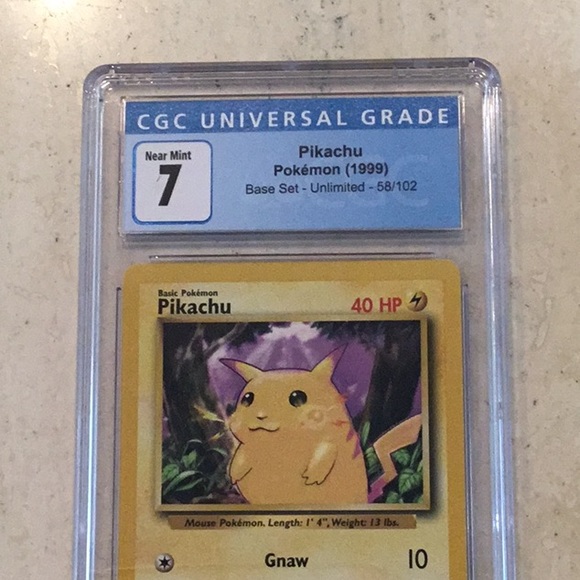 CGC UNIVERSAL GRADE
Near Mint
7
Pikachu
Pokémon (1999)
Base Set - Unlimited - 58/102
CGC
Basic Pokémon
Pikachu
40 HP
Mouse Pokémon. Length: 1' 4", Weight: 13 lbs.
Gnaw
10